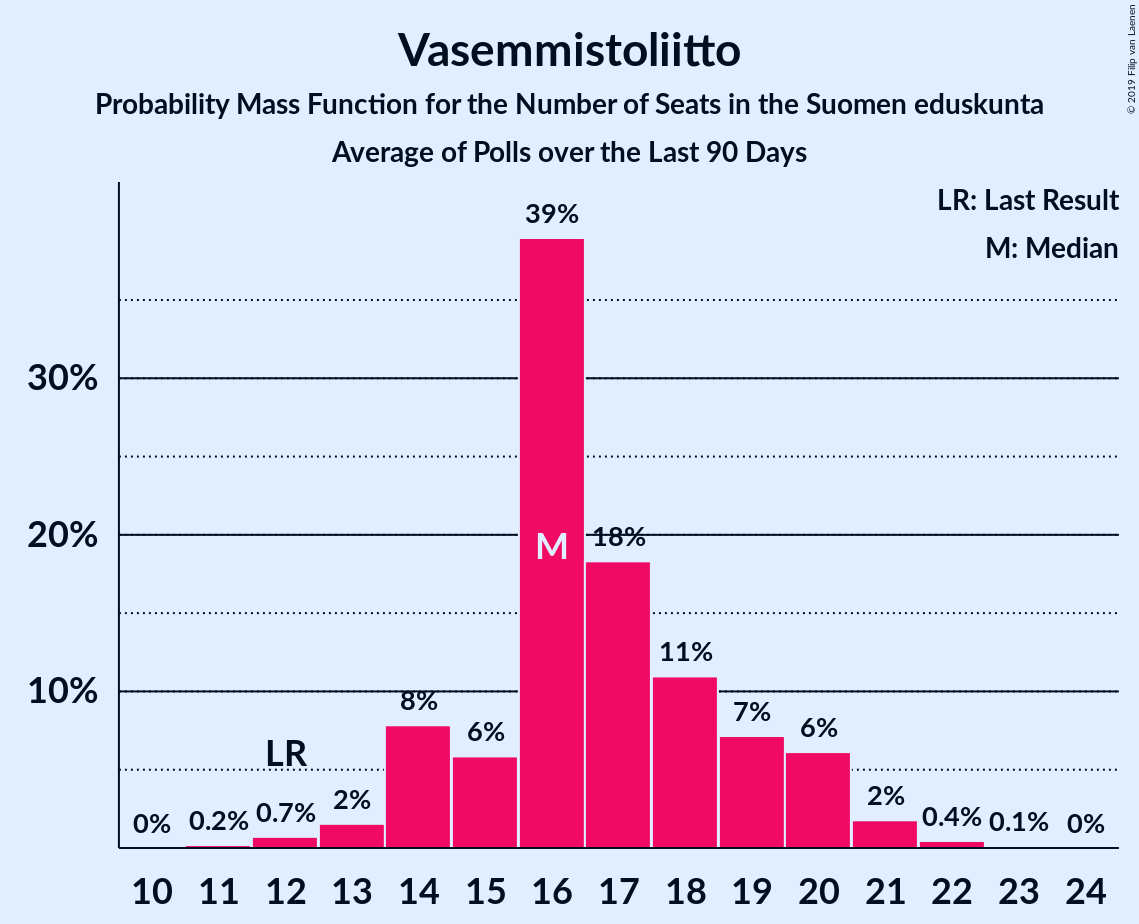 Vasemmistoliitto
Probability Mass Function for the Number of Seats in the Suomen eduskunta
Average of Polls over the Last 90 Days
© 2019 Filip van Laenen
LR: Last Result
M: Median
30%
20%
10%
0%
0.2%
0.7%
LR
2%
8%
6%
39%
M
18%
11%
7%
6%
2%
0.4%
0.1%
0%
10 11 12 13 14 15 16 17 18 19 20 21 22 23 24